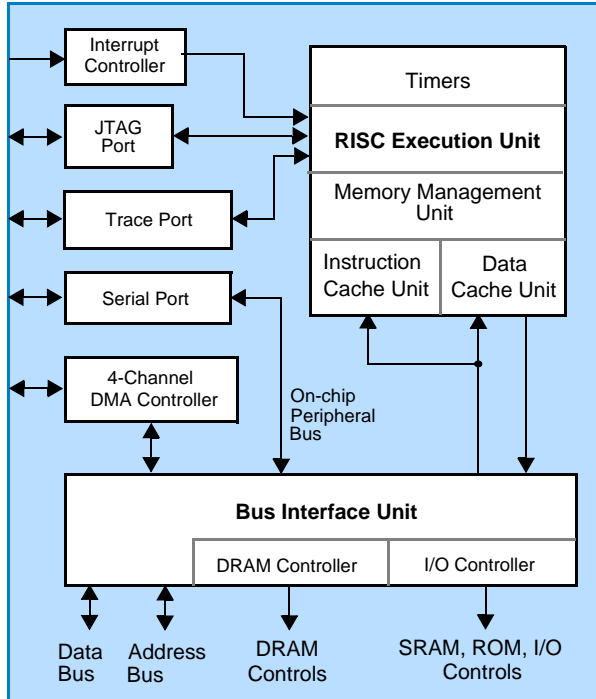 Interrupt
Controller
Timers
JTAG
Port
RISC Execution Unit
Memory Management
Unit
Trace Port
Instruction
Cache Unit
Data
Cache Unit
Serial Port
4-Channel
DMA Controller
On-chip
Peripheral
Bus
Bus Interface Unit
DRAM Controller
I/O Controller
Data
Bus
Address
Bus
DRAM
Controls
SRAM, ROM, I/O
Controls